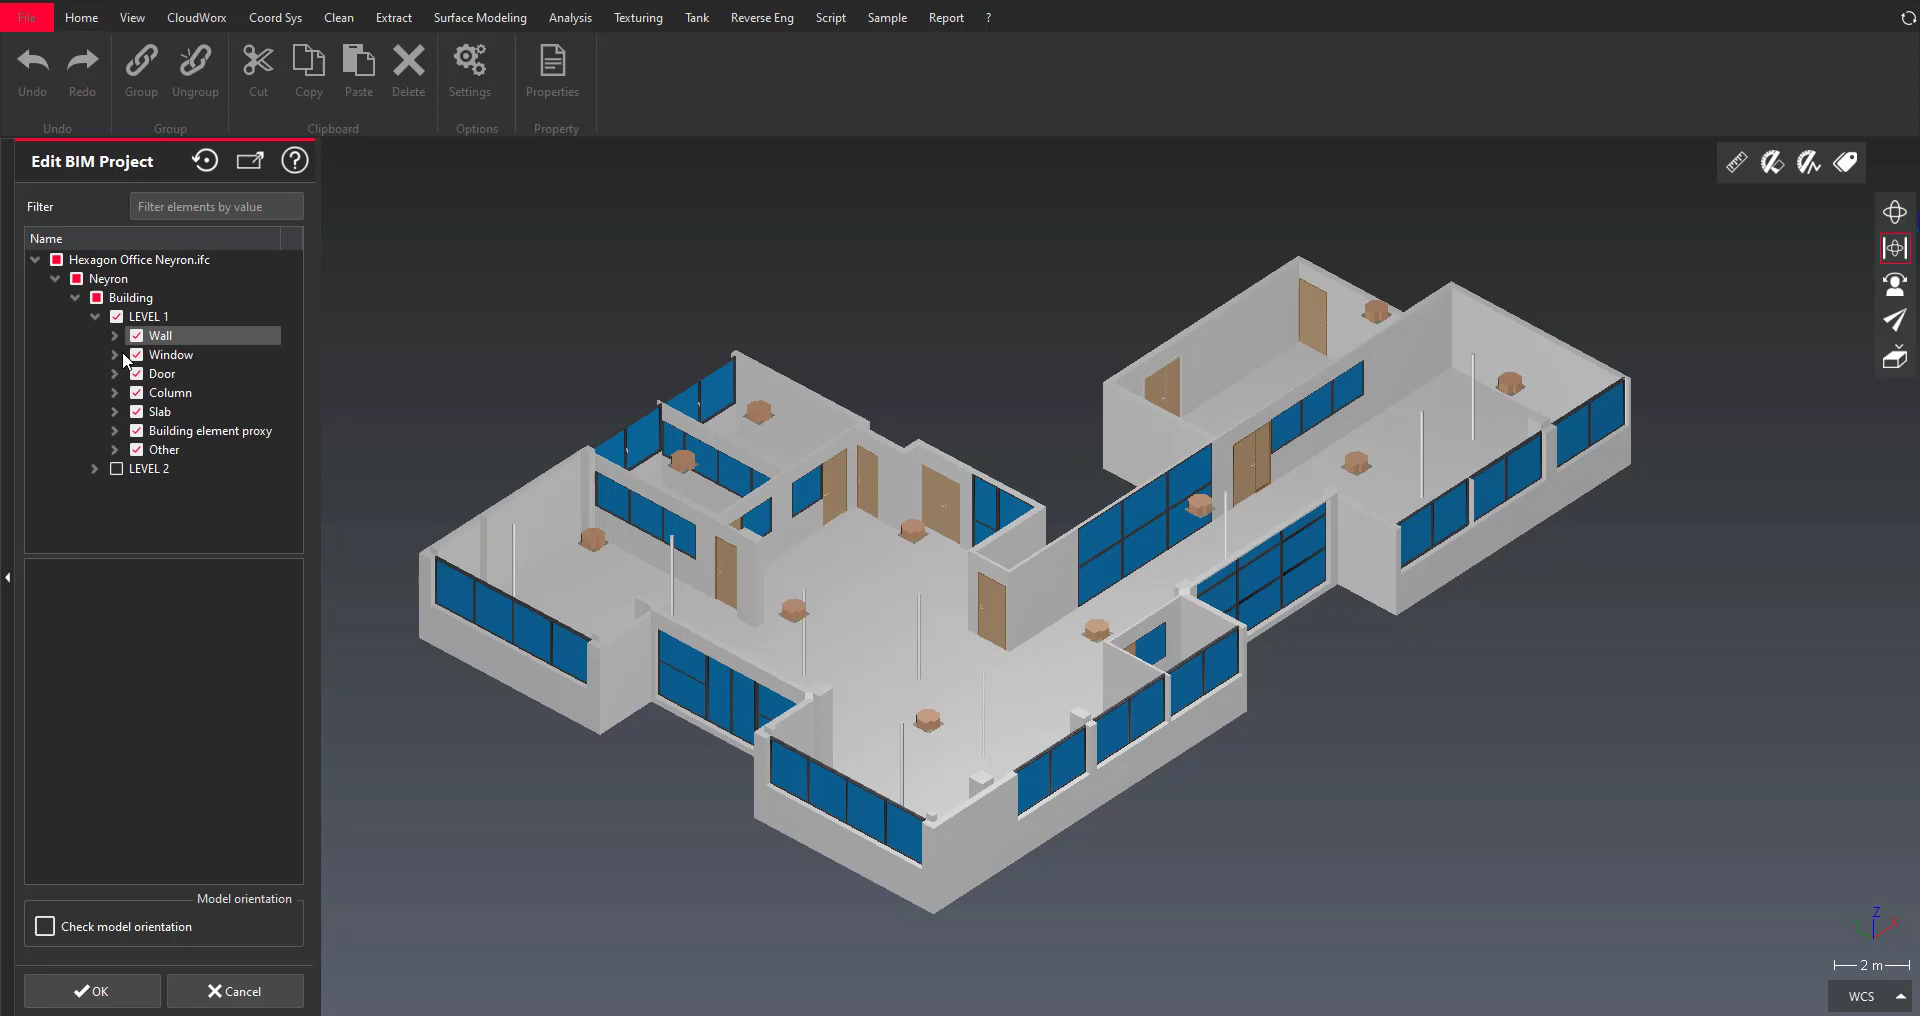 File Home View CloudWorx Coord Sys Clean Extract Surface Modeling Analysis Texturing Tank Reverse Eng Script Sample Report ?
Undo Redo Group Ungroup Cut Copy Paste Delete Settings Properties
Undo Group Clipboard Options Property
Edit BIM Project
Filter Filter elements by value
Name
Hexagon Office Neyron.ifc
Neyron
Building
LEVEL 1
Wall
Window
Door
Column
Slab
Building element proxy
Other
LEVEL 2
Model orientation
Check model orientation
OK Cancel
Z
X
2 m
WCS